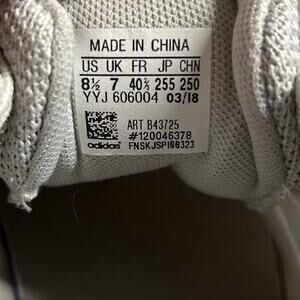 MADE IN CHINA
US UK FR JP CHN
8½ 7 40⅔ 255 250
YYJ 606004 03/18
ART B43725
#120046378
adidas FNSKJSP100323